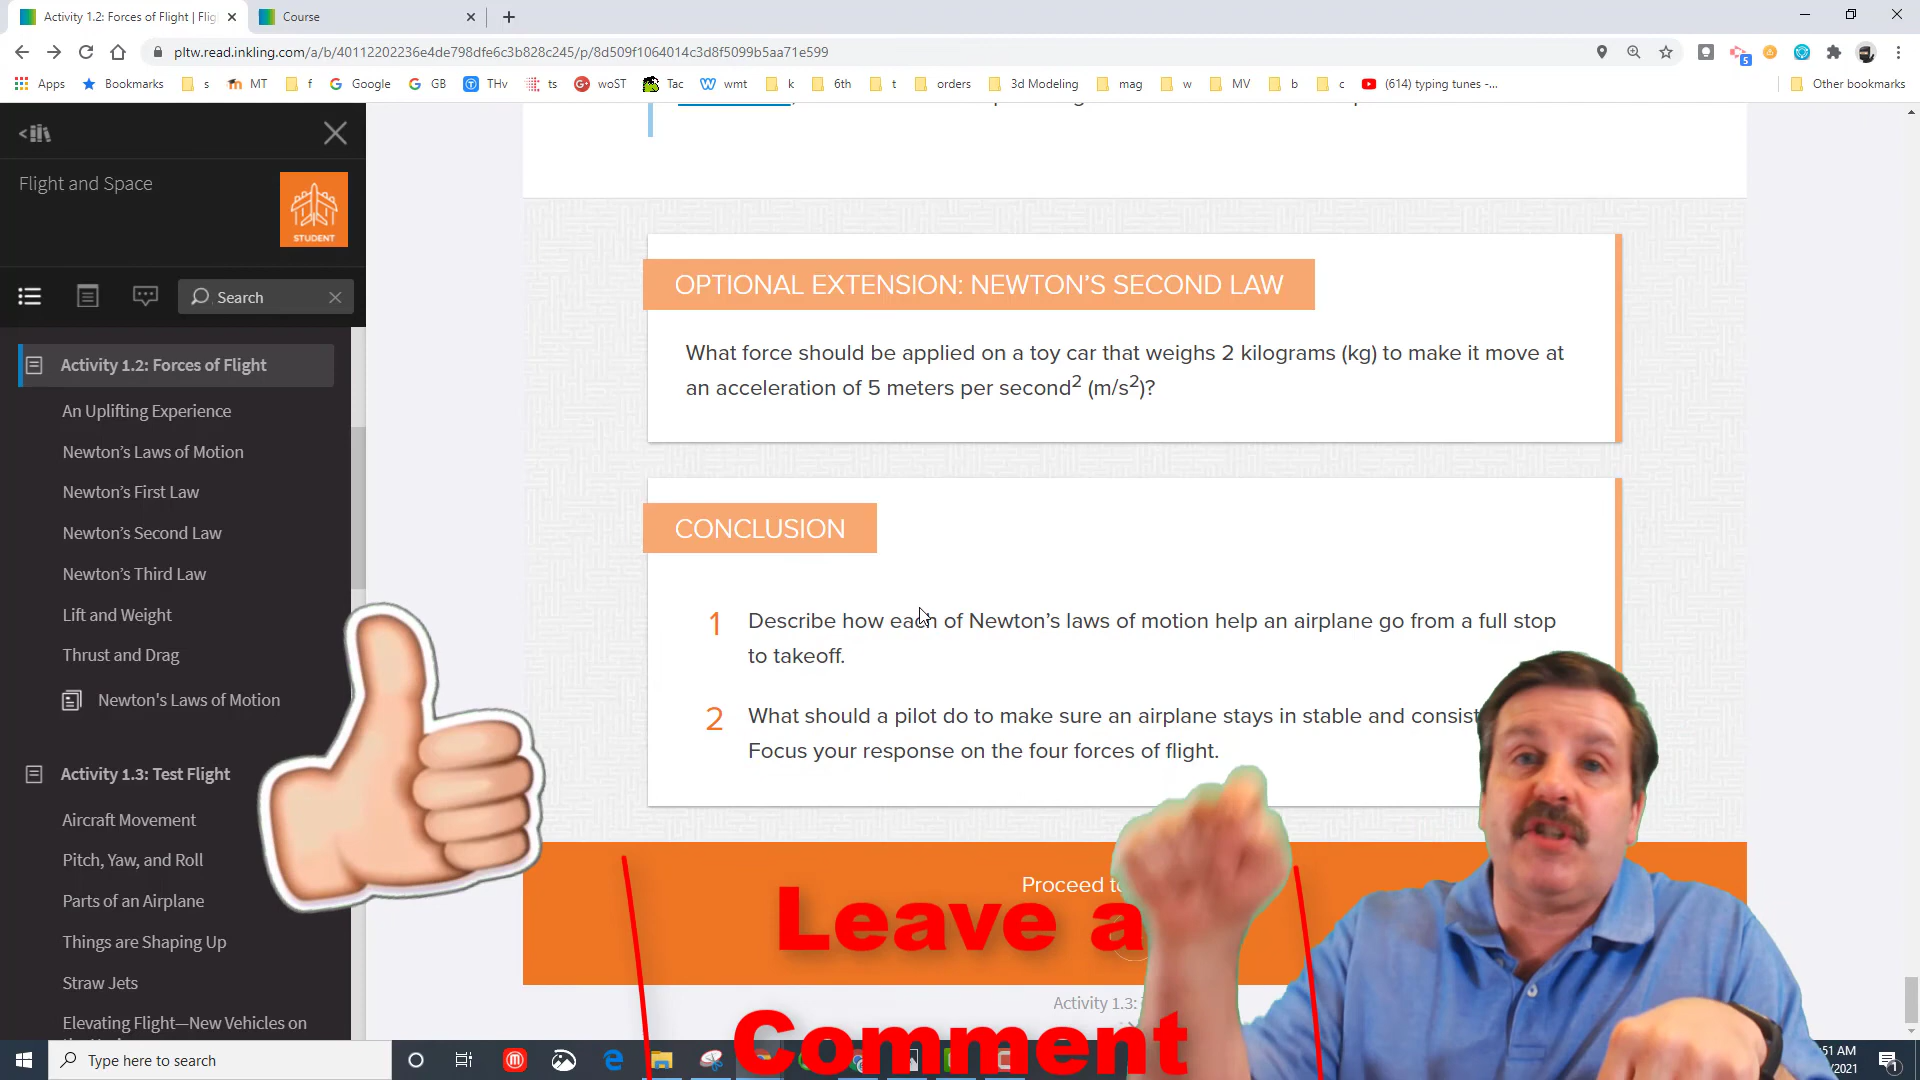 Activity 1.2: Forces of Flight | Flig
Course
pltw.read.inkling.com/a/b/40112202236e4de798dfe6c3b828c245/p/8d509f1064014c3d8f5099b5aa71e599
5
Apps Bookmarks s MT f Google GB THv ts woST Tac wmt k 6th t orders 3d Modeling mag w MV b c (614) typing tunes -... Other bookmarks
Flight and Space
STUDENT
Search
Activity 1.2: Forces of Flight
An Uplifting Experience
Newton's Laws of Motion
Newton's First Law
Newton's Second Law
Newton's Third Law
Lift and Weight
Thrust and Drag
Newton's Laws of Motion
Activity 1.3: Test Flight
Aircraft Movement
Pitch, Yaw, and Roll
Parts of an Airplane
Things are Shaping Up
Straw Jets
Elevating Flight—New Vehicles on
OPTIONAL EXTENSION: NEWTON'S SECOND LAW
What force should be applied on a toy car that weighs 2 kilograms (kg) to make it move at
an acceleration of 5 meters per second² (m/s²)?
CONCLUSION
1 Describe how each of Newton's laws of motion help an airplane go from a full stop
to takeoff.
2 What should a pilot do to make sure an airplane stays in stable and consist
Focus your response on the four forces of flight.
Proceed to
Activity 1.3:
Leave a
Comment
Type here to search
51 AM
/2021
1